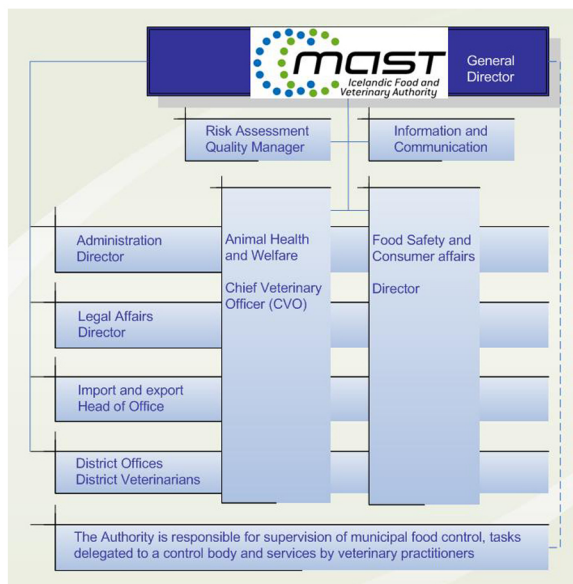 mast
Icelandic Food and
Veterinary Authority
General
Director
Risk Assessment
Quality Manager
Information and
Communication
Administration
Director
Animal Health
and Welfare
Chief Veterinary
Officer (CVO)
Food Safety and
Consumer affairs
Director
Legal Affairs
Director
Import and export
Head of Office
District Offices
District Veterinarians
The Authority is responsible for supervision of municipal food control, tasks
delegated to a control body and services by veterinary practitioners